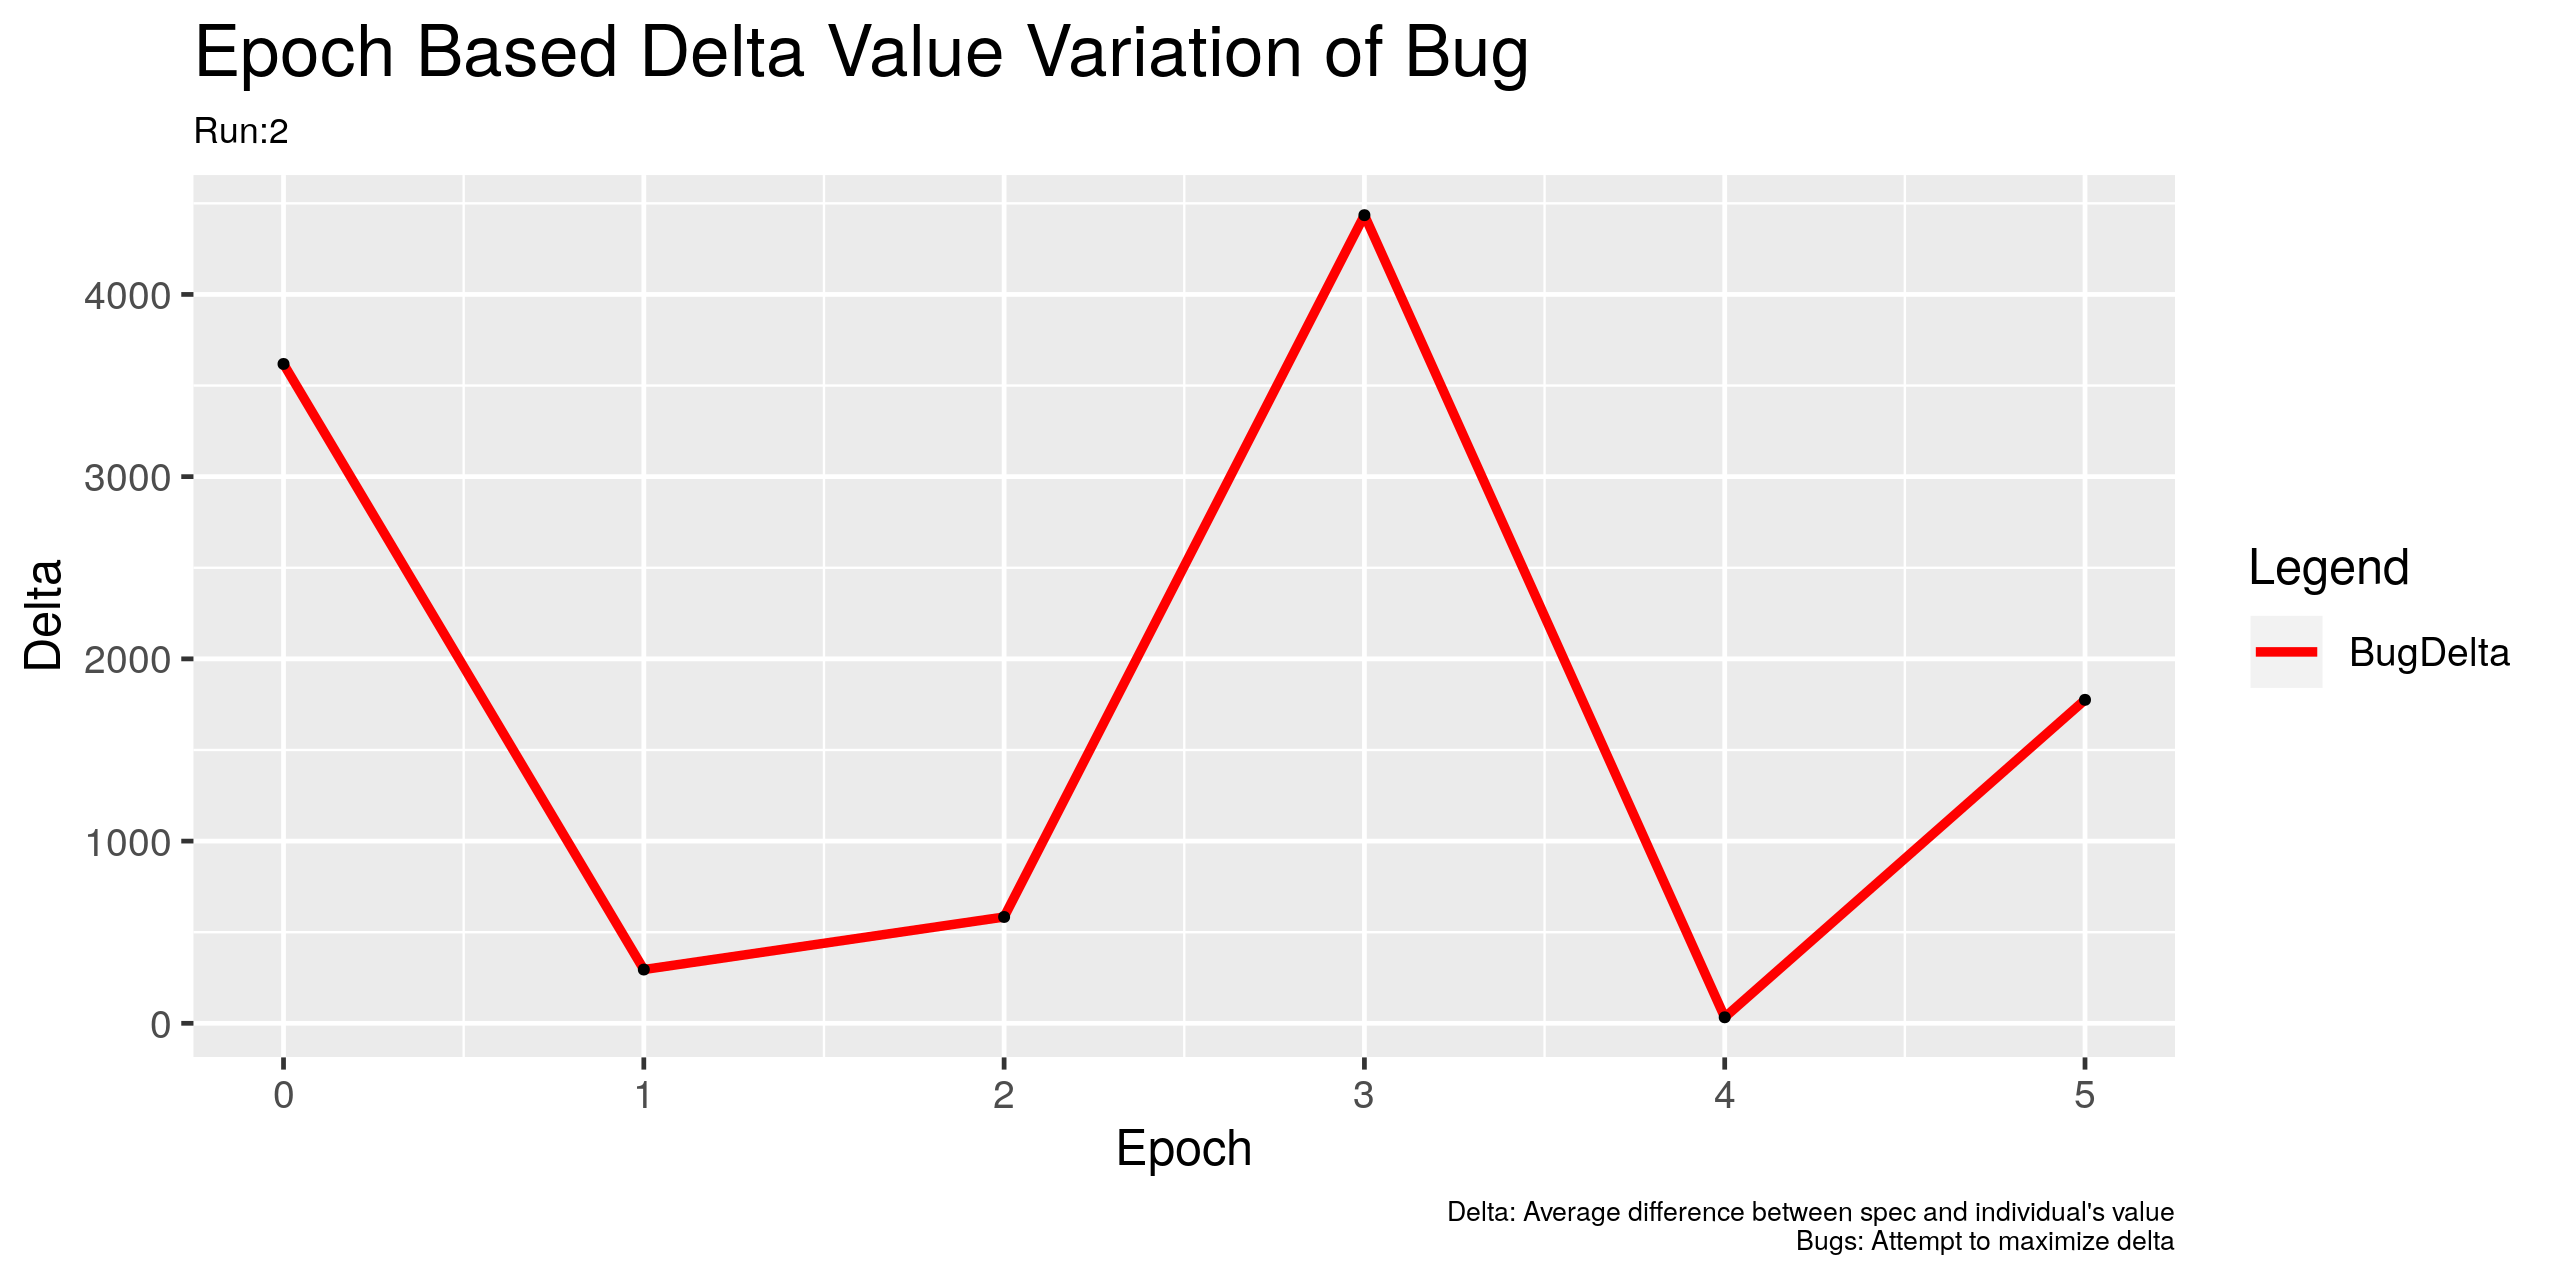 Epoch Based Delta Value Variation of Bug
Run:2
Delta
4000
3000
2000
1000
0
0 1 2 3 4 5
Epoch
Legend
BugDelta
Delta: Average difference between spec and individual's value
Bugs: Attempt to maximize delta